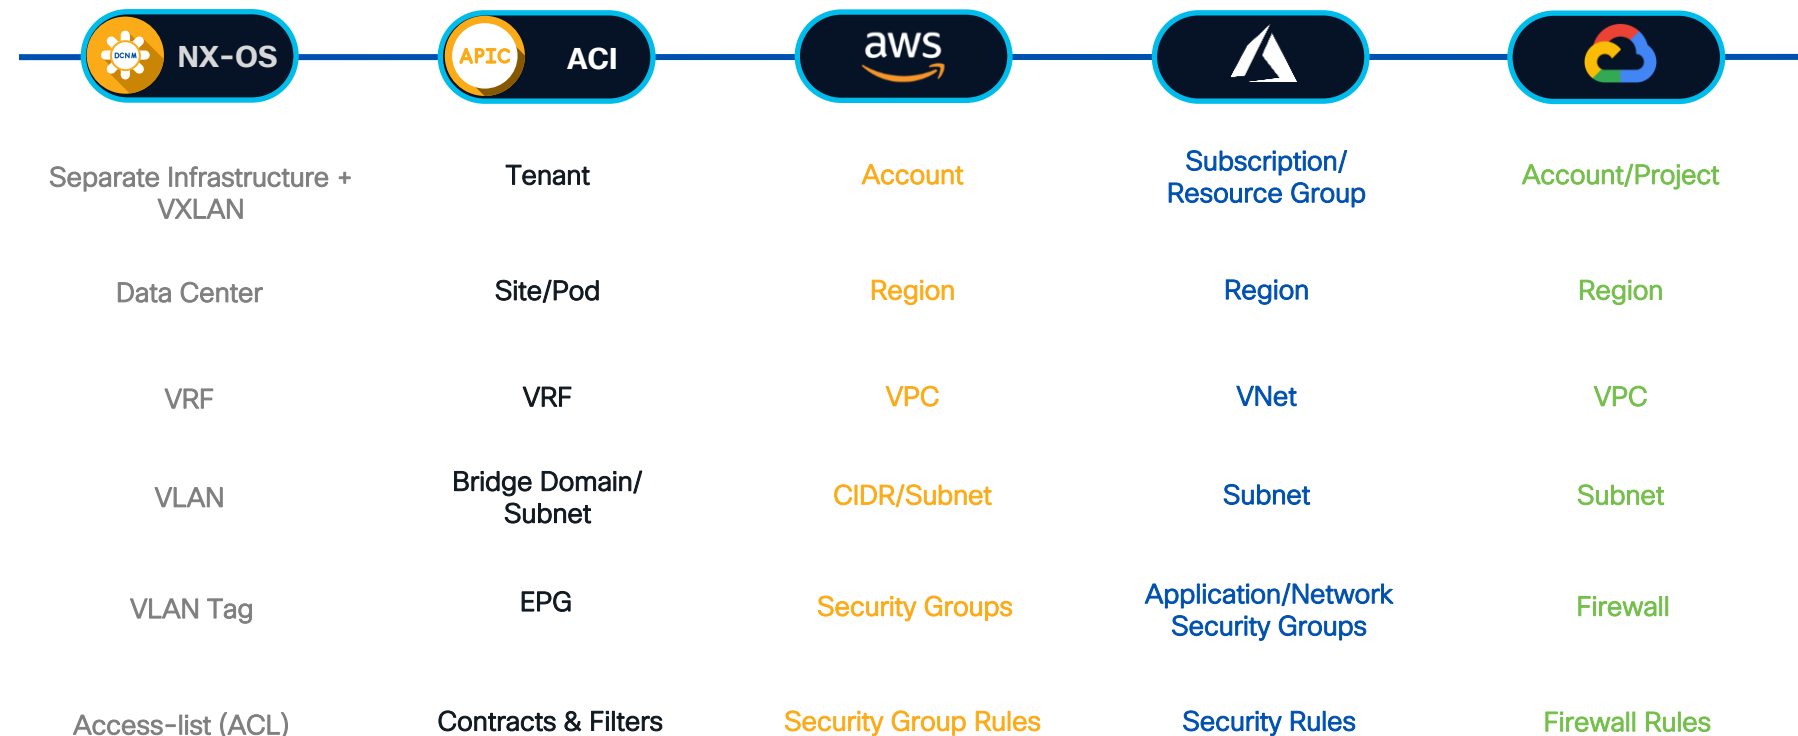 DCNM NX-OS APIC ACI aws
Separate Infrastructure +
VXLAN
Tenant
Account
Subscription/
Resource Group
Account/Project
Data Center
Site/Pod
Region
Region
Region
VRF
VRF
VPC
VNet
VPC
VLAN
Bridge Domain/
Subnet
CIDR/Subnet
Subnet
Subnet
VLAN Tag
EPG
Security Groups
Application/Network
Security Groups
Firewall
Access-list (ACL)
Contracts & Filters
Security Group Rules
Security Rules
Firewall Rules